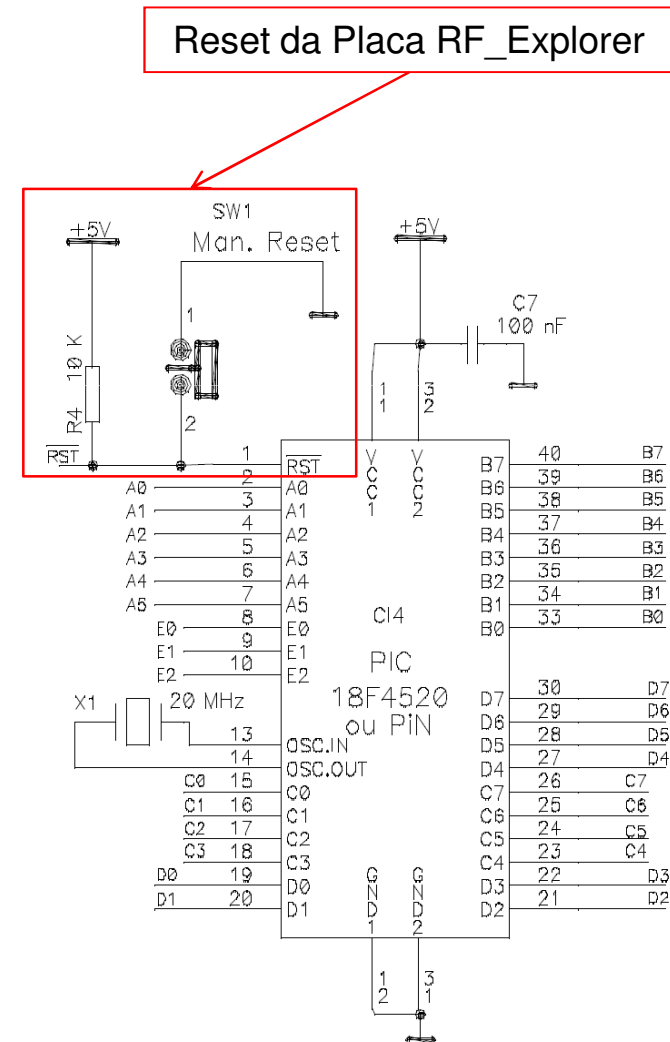 Reset da Placa RF_Explorer
SW1
Man. Reset
+5V
+5V
C7
100 nF
1
2
R4
10 K
RST
1
1
3
2
1
RST
2
A0
A0
3
A1
A1
4
A2
A2
5
A3
A3
6
A4
A4
7
A5
A5
8
E0
E0
9
E1
E1
10
E2
E2
X1
20 MHz
13
OSC.IN
14
OSC.OUT
C0
15
C0
C1
16
C1
C2
17
C2
C3
18
C3
D0
19
D0
D1
20
D1
VCC1
VCC2
CI4
PIC
18F4520
ou PiN
GND1
GND2
B7
40
B7
B6
39
B6
B5
38
B5
B4
37
B4
B3
36
B3
B2
35
B2
B1
34
B1
B0
33
B0
D7
30
D7
D6
29
D6
D5
28
D5
D4
27
D4
C7
26
C7
C6
25
C6
C5
24
C5
C4
23
C4
D3
22
D3
D2
21
D2
1
2
3
1